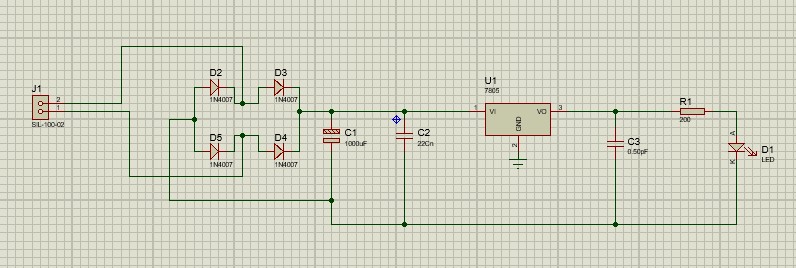 J1
2
1
SIL-100-02
D2
1N4007
D3
1N4007
D5
1N4007
D4
1N4007
C1
1000uF
C2
22Cn
U1
7805
1
VI
VO
3
GND
2
C3
0.50pF
R1
200
A
K
D1
LED